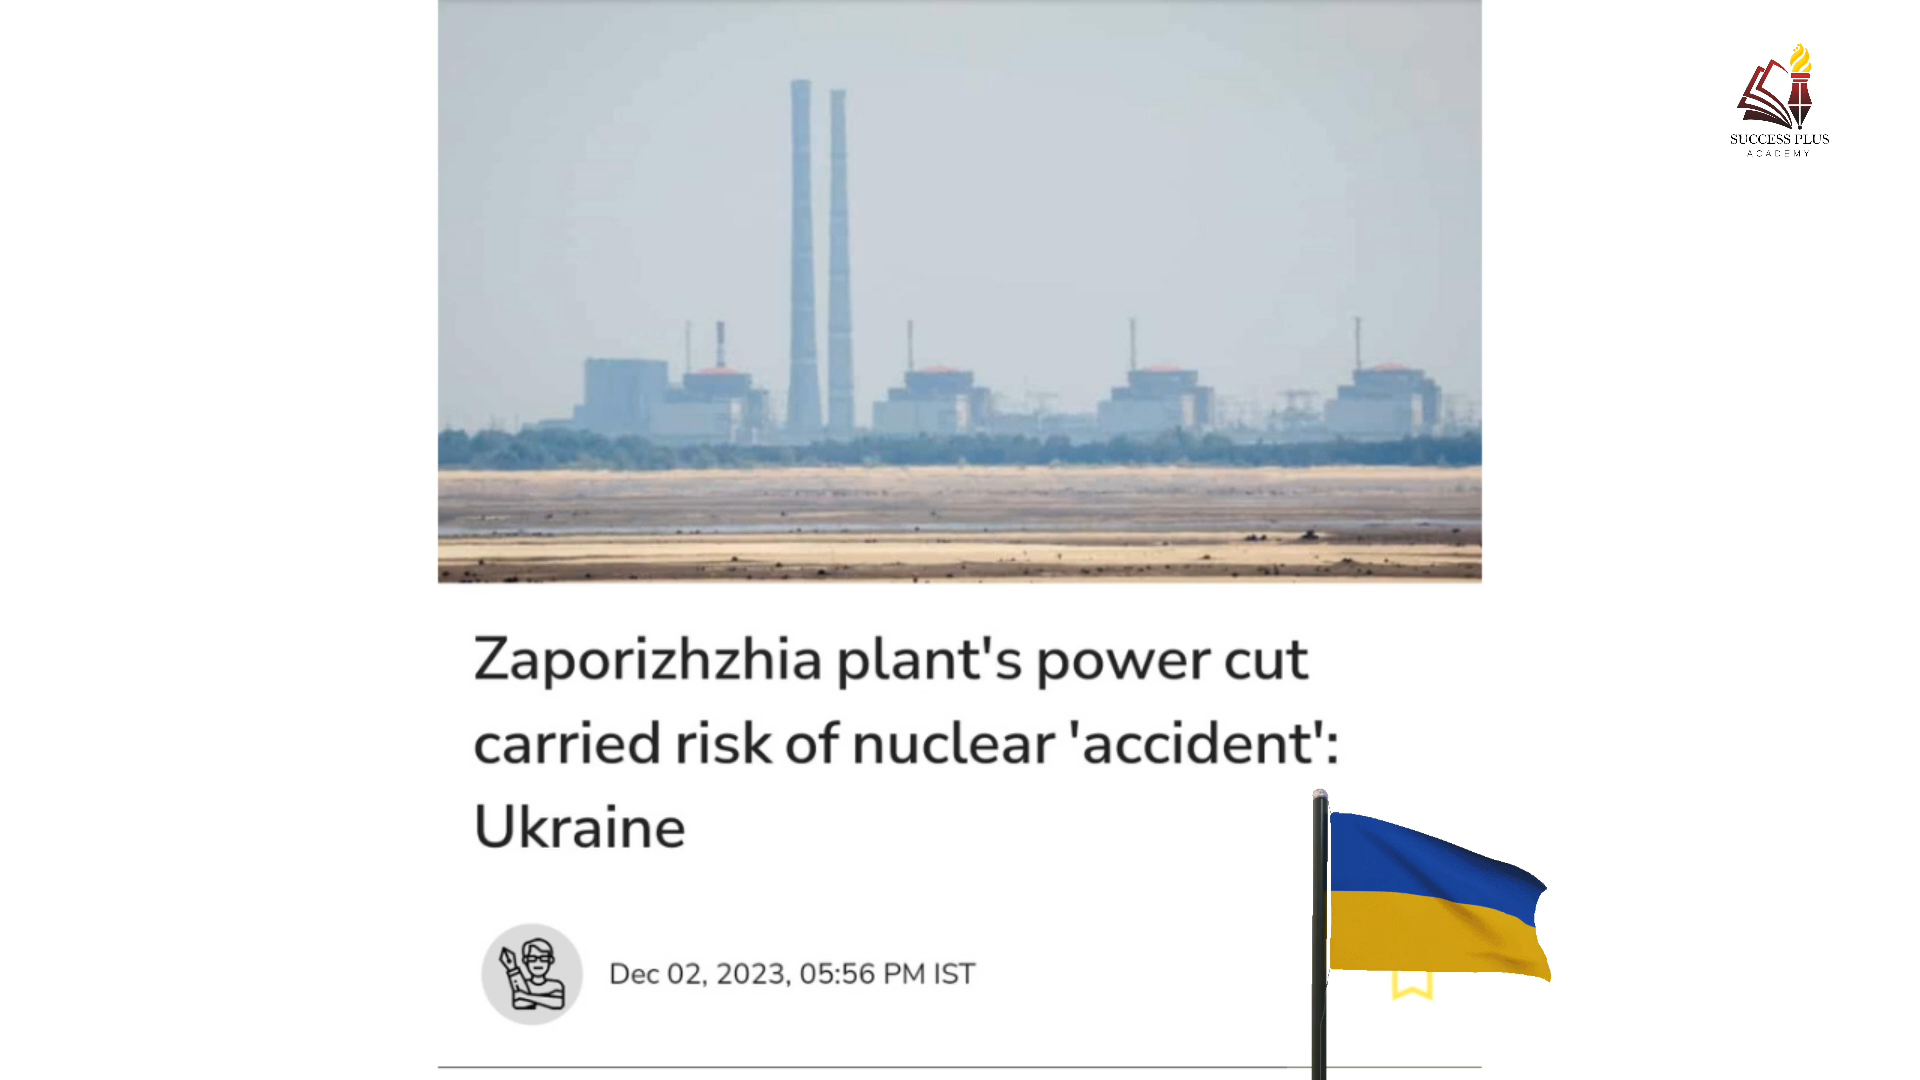 SUCCESS PLUS
ACADEMY
Zaporizhzhia plant's power cut
carried risk of nuclear 'accident':
Ukraine
Dec 02, 2023, 05:56 PM IST